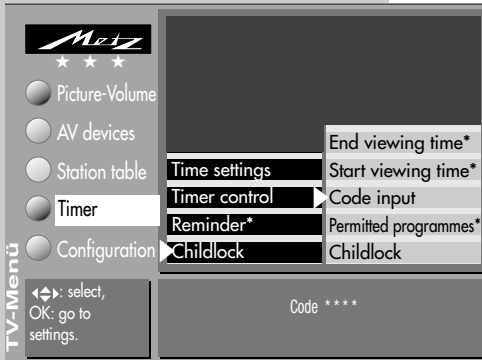 Metz
★ ★ ★
Picture-Volume
AV devices
Station table
Timer
Configuration
Time settings
Timer control
Reminder*
Childlock
End viewing time*
Start viewing time*
Code input
Permitted programmes*
Childlock
TV-Menü
: select,
OK: go to
settings.
Code * * * *